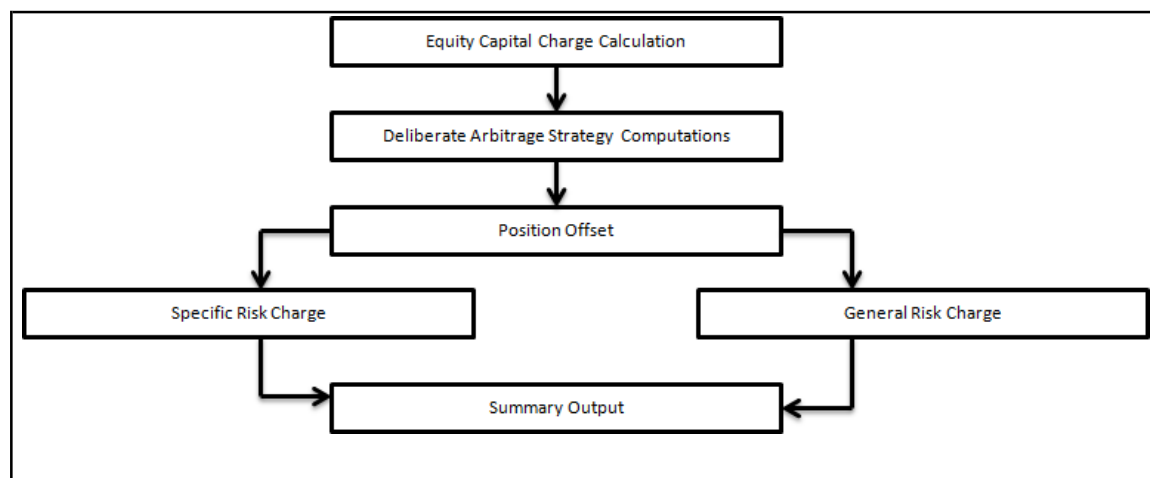 Equity Capital Charge Calculation
Deliberate Arbitrage Strategy Computations
Position Offset
Specific Risk Charge
General Risk Charge
Summary Output